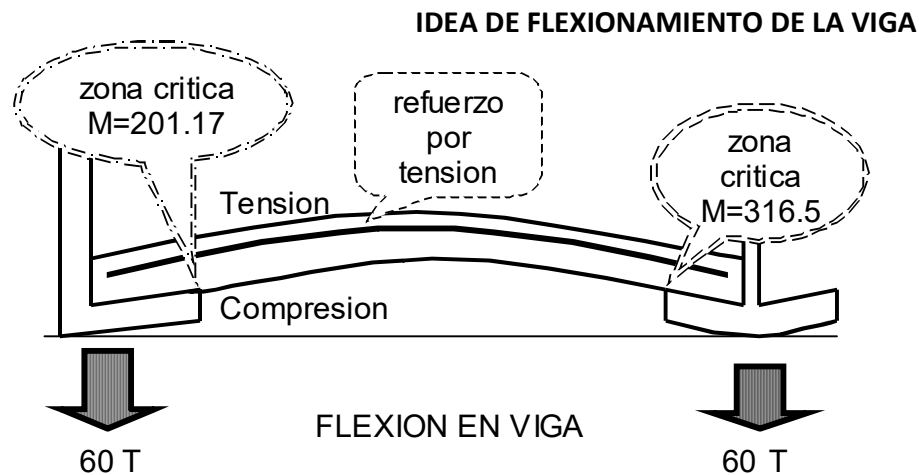 IDEA DE FLEXIONAMIENTO DE LA VIGA
zona critica
M=201.17
refuerzo
por
tension
zona
critica
M=316.5
Tension
Compresion
FLEXION EN VIGA
60 T
60 T